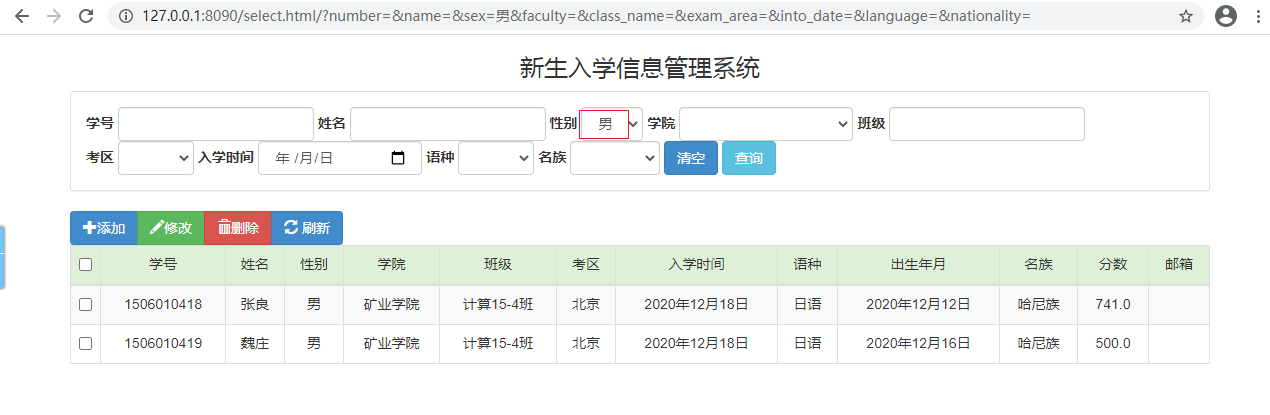 127.0.0.1:8090/select.html/?number=&name=&sex=男&faculty=&class_name=&exam_area=&into_date=&language=&nationality=
新生入学信息管理系统
学号 姓名 性别 男 学院 班级
考区 入学时间 年 /月/日 语种 名族 清空 查询
添加 修改 删除 刷新
学号 姓名 性别 学院 班级 考区 入学时间 语种 出生年月 名族 分数 邮箱
1506010418 张良 男 矿业学院 计算15-4班 北京 2020年12月18日 日语 2020年12月12日 哈尼族 741.0
1506010419 魏庄 男 矿业学院 计算15-4班 北京 2020年12月18日 日语 2020年12月16日 哈尼族 500.0